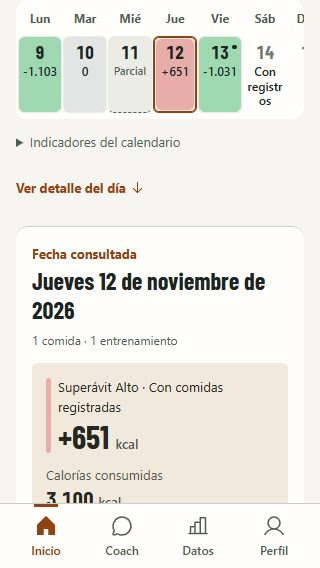 Lun Mar Mié Jue Vie Sáb D
9 10 11 12 13 14
-1.103 0 Parcial +651 -1.031 Con registros
Indicadores del calendario
Ver detalle del día ↓
Fecha consultada
Jueves 12 de noviembre de
2026
1 comida · 1 entrenamiento
Superávit Alto · Con comidas
registradas
+651 kcal
Calorías consumidas
3.100 kcal
Inicio Coach Datos Perfil